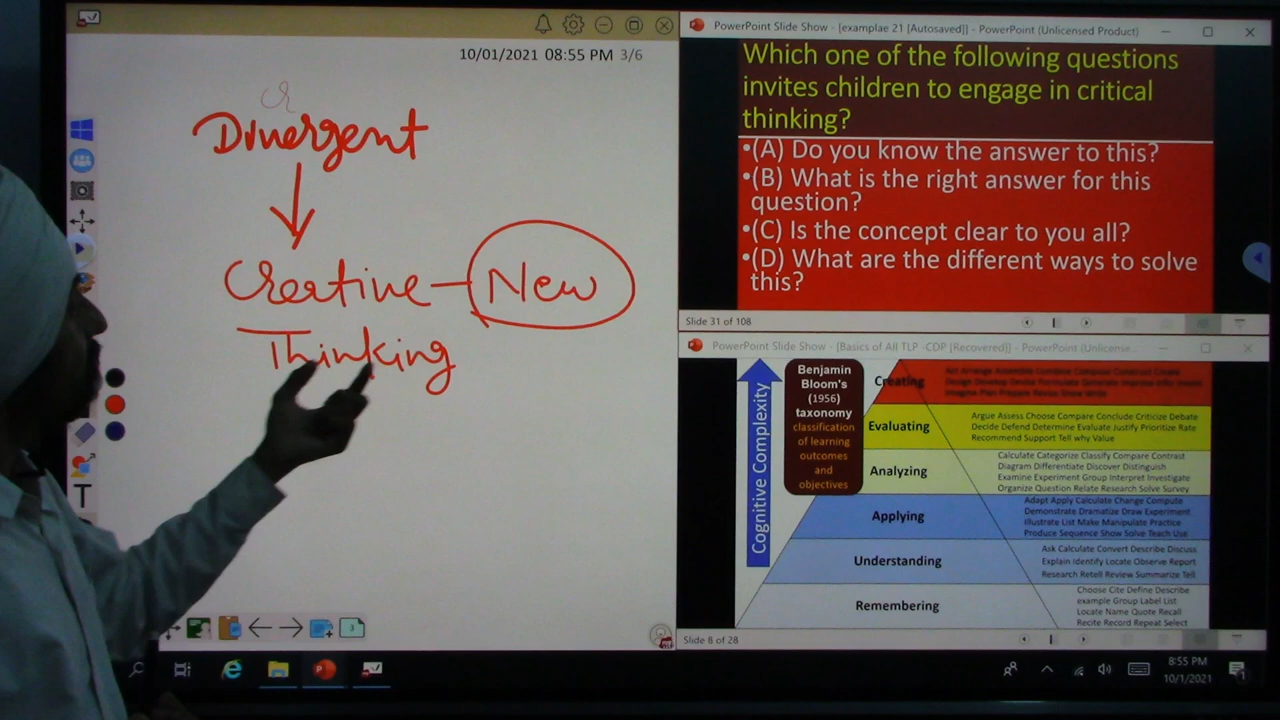 10/01/2021 08:55 PM 3/6
Divergent
Creative - New
Thinking
PowerPoint Slide Show - [examplae 21 [Autosaved]] - PowerPoint (Unlicensed Product)
Which one of the following questions
invites children to engage in critical
thinking?
•(A) Do you know the answer to this?
•(B) What is the right answer for this
question?
•(C) Is the concept clear to you all?
•(D) What are the different ways to solve
this?
Slide 31 of 108
PowerPoint Slide Show - [Basics of All TLP -CDP [Recovered]] - PowerPoint (Unlicense...
Cognitive Complexity
Benjamin
Bloom's
(1956)
taxonomy
classification
of learning
outcomes
and
objectives
Creating
Evaluating
Argue Assess Choose Compare Conclude Criticize Debate
Decide Defend Determine Evaluate Justify Prioritize Rate
Recommend Support Tell why Value
Analyzing
Calculate Categorize Classify Compare Contrast
Diagram Differentiate Discover Distinguish
Examine Experiment Group Interpret Investigate
Organize Question Relate Research Solve Survey
Applying
Adapt Apply Calculate Change Compute
Demonstrate Dramatize Draw Experiment
Illustrate List Make Manipulate Practice
Produce Sequence Show Solve Teach Use
Understanding
Ask Calculate Convert Describe Discuss
Explain Identify Locate Observe Report
Research Retell Review Summarize Tell
Remembering
Choose Cite Define Describe
example Group Label List
Locate Name Quote Recall
Recite Record Repeat Select
Slide 8 of 28
T
3
8:55 PM
10/1/2021
1